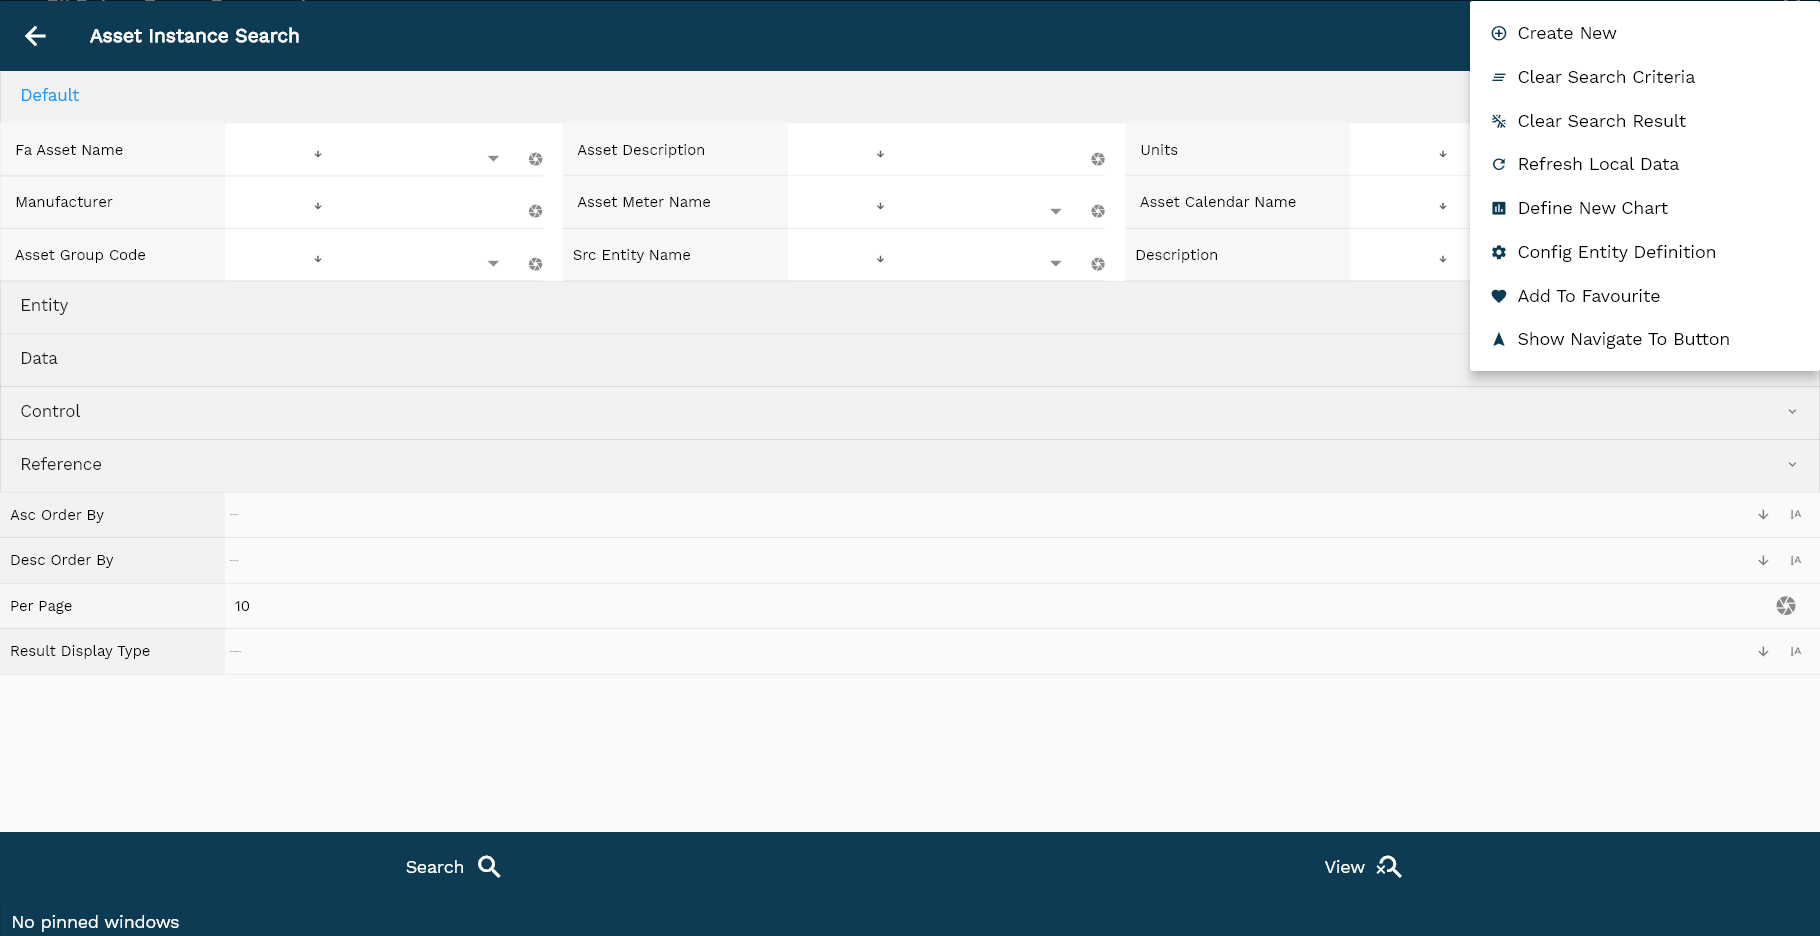 Asset Instance Search
Create New
Clear Search Criteria
Clear Search Result
Refresh Local Data
Define New Chart
Config Entity Definition
Add To Favourite
Show Navigate To Button
Default
Fa Asset Name
Asset Description
Units
Manufacturer
Asset Meter Name
Asset Calendar Name
Asset Group Code
Src Entity Name
Description
Entity
Data
Control
Reference
Asc Order By
Desc Order By
Per Page
10
Result Display Type
Search
View
No pinned windows